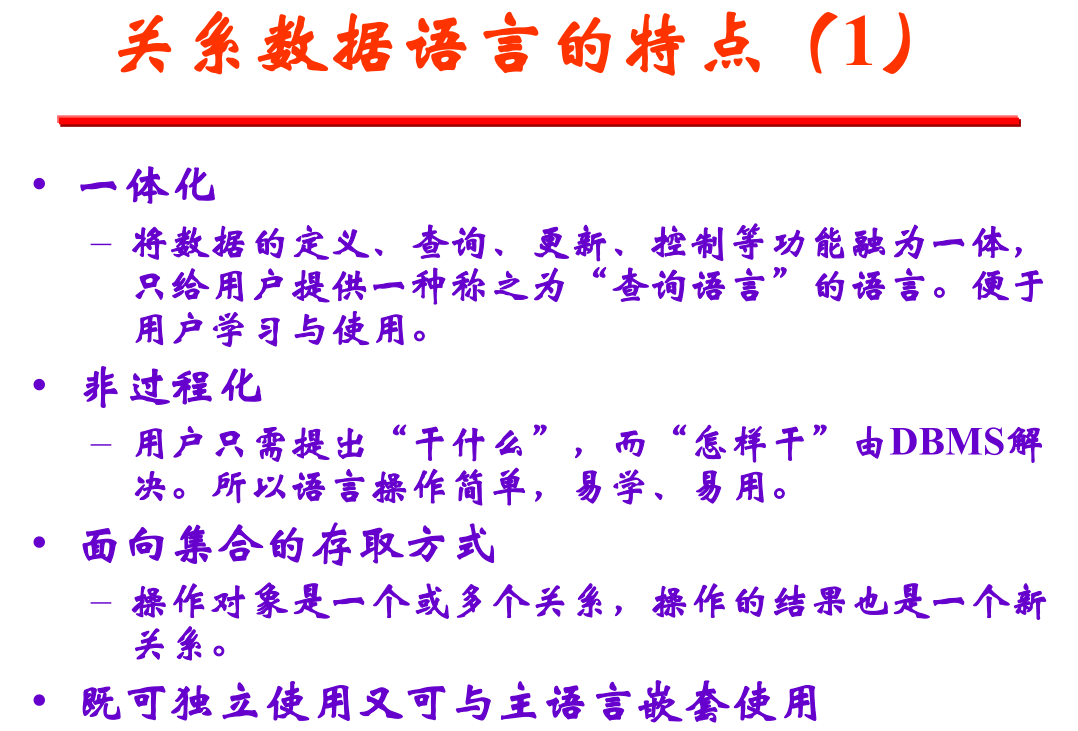 关系数据语言的特点（1）
• 一体化
– 将数据的定义、查询、更新、控制等功能融为一体，
只给用户提供一种称之为“查询语言”的语言。便于
用户学习与使用。
• 非过程化
– 用户只需提出“干什么”，而“怎样干”由DBMS解
决。所以语言操作简单，易学、易用。
• 面向集合的存取方式
– 操作对象是一个或多个关系，操作的结果也是一个新
关系。
• 既可独立使用又可与主语言嵌套使用